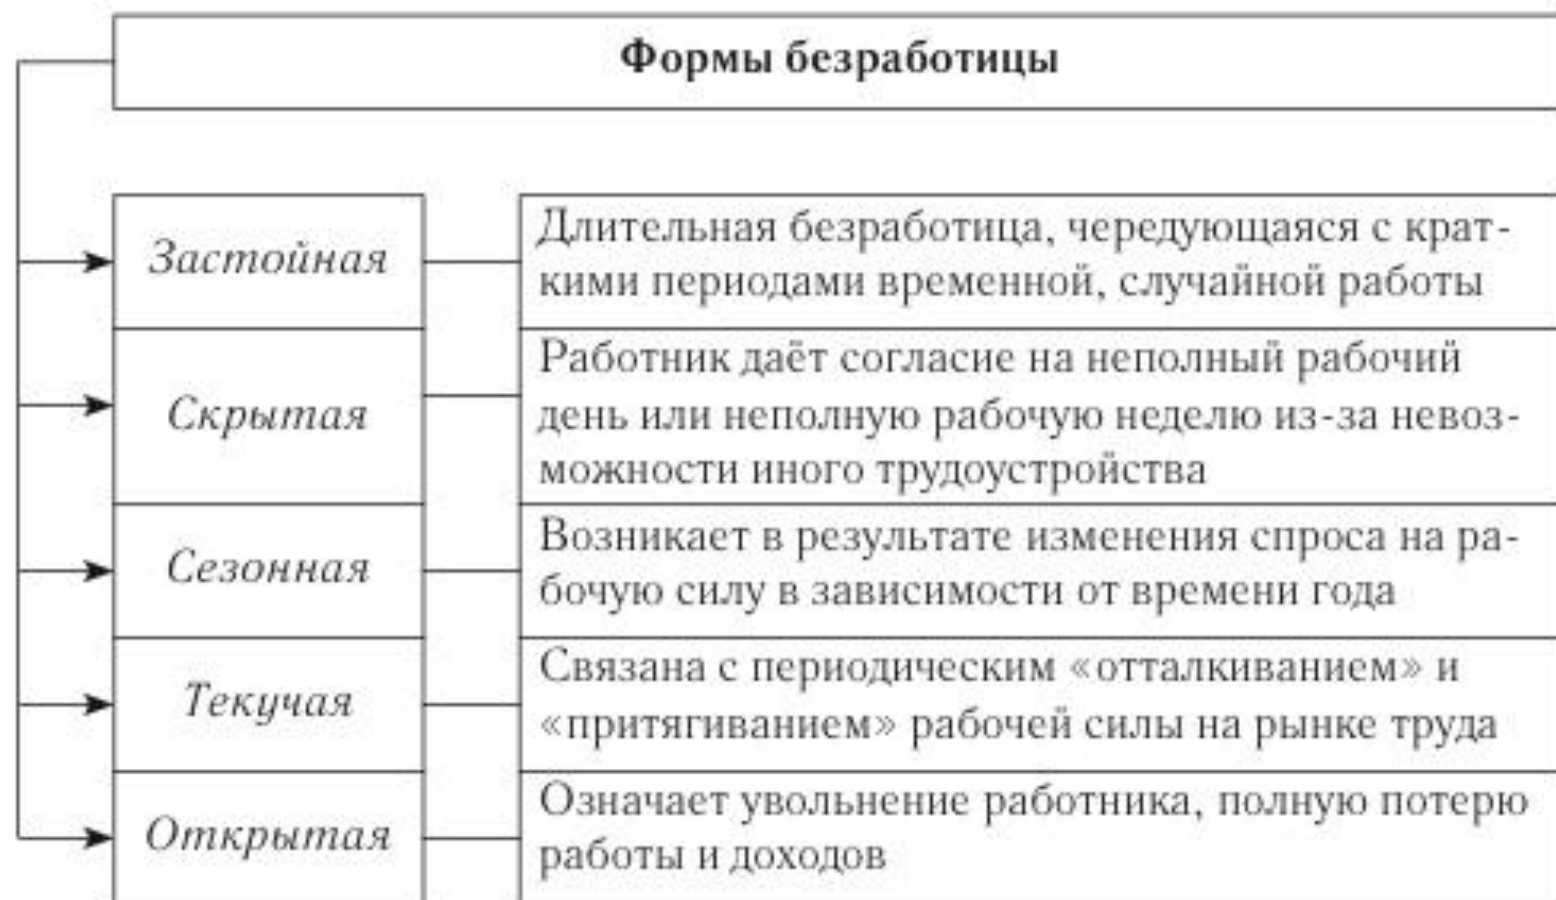 Формы безработицы
Застойная
Длительная безработица, чередующаяся с крат-
кими периодами временной, случайной работы
Скрытая
Работник даёт согласие на неполный рабочий
день или неполную рабочую неделю из-за невоз-
можности иного трудоустройства
Сезонная
Возникает в результате изменения спроса на ра-
бочую силу в зависимости от времени года
Текучая
Связана с периодическим «отталкиванием» и
«притягиванием» рабочей силы на рынке труда
Открытая
Означает увольнение работника, полную потерю
работы и доходов